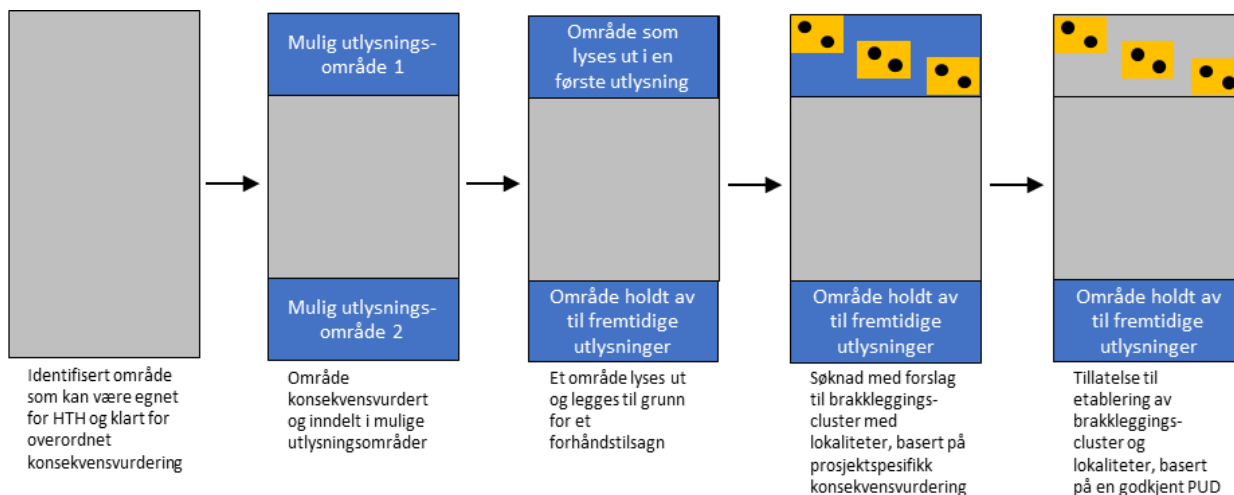 Mulig utlysnings-
område 1
Mulig utlysnings-
område 2
Område som
lyses ut i en
første utlysning
Område holdt av
til fremtidige
utlysninger
Område holdt av
til fremtidige
utlysninger
Område holdt av
til fremtidige
utlysninger
Identifisert område
som kan være egnet
for HTH og klart for
overordnet
konsekvensvurdering
Område
konsekvensvurdert
og inndelt i mulige
utlysningsområder
Et område lyses ut
og legges til grunn
for et
forhåndstilsagn
Søknad med forslag
til brakkleggings-
cluster med
lokaliteter, basert på
prosjektspesifikk
konsekvensvurdering
Tillatelse til
etablering av
brakkleggings-
cluster og
lokaliteter, basert
på en godkjent PUD